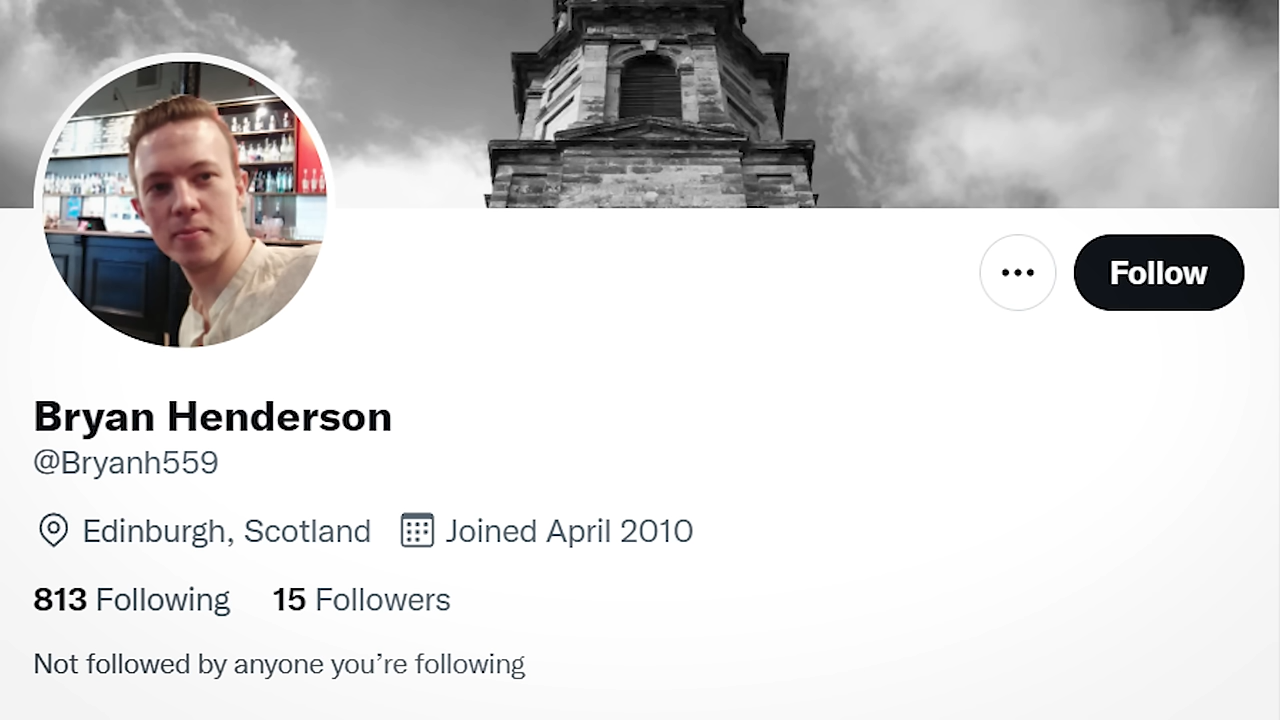 Follow
Bryan Henderson
@Bryanh559
Edinburgh, Scotland Joined April 2010
813 Following 15 Followers
Not followed by anyone you’re following